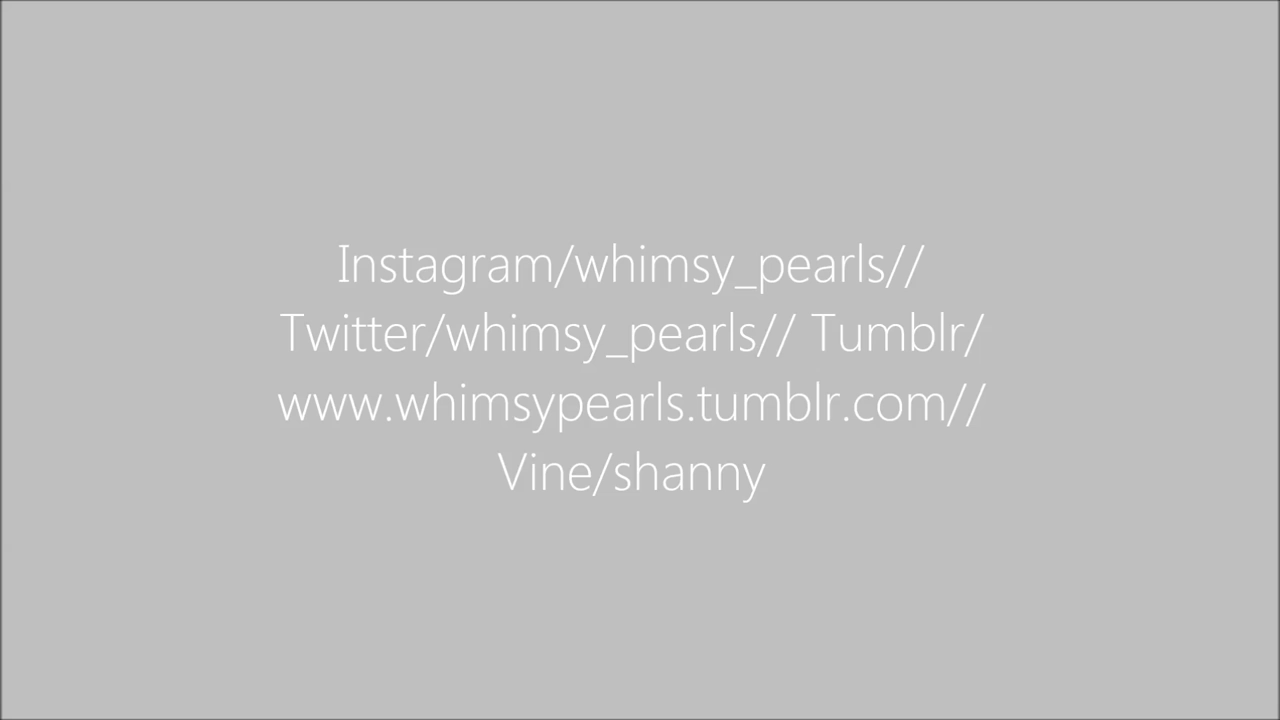 Instagram/whimsy_pearls//
Twitter/whimsy_pearls// Tumblr/
www.whimsypearls.tumblr.com//
Vine/shanny